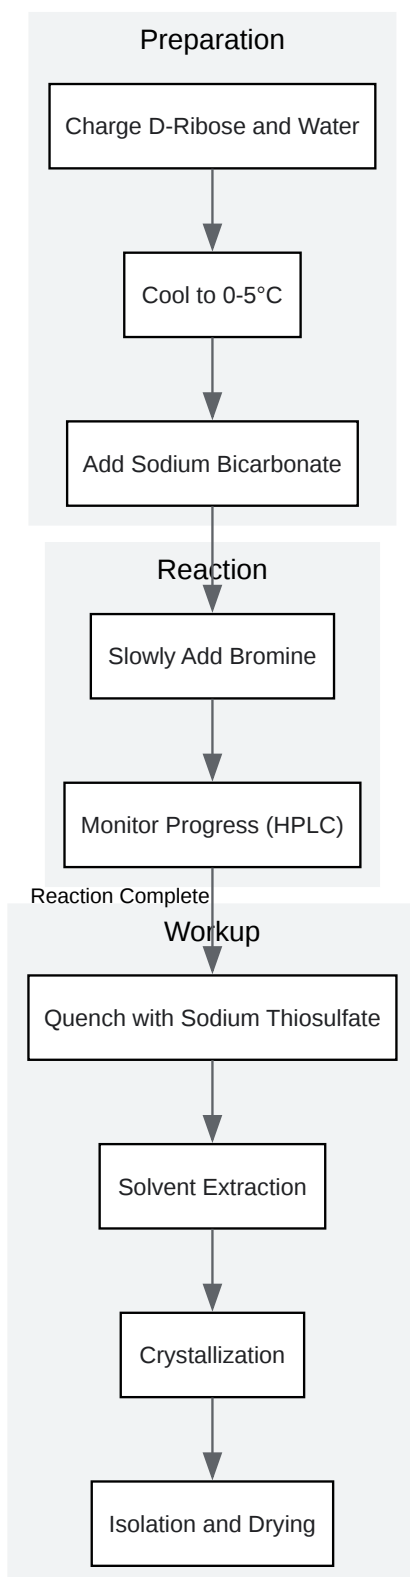 Preparation
Charge D-Ribose and Water
Cool to 0-5°C
Add Sodium Bicarbonate
Reaction
Slowly Add Bromine
Monitor Progress (HPLC)
Reaction Complete
Workup
Quench with Sodium Thiosulfate
Solvent Extraction
Crystallization
Isolation and Drying